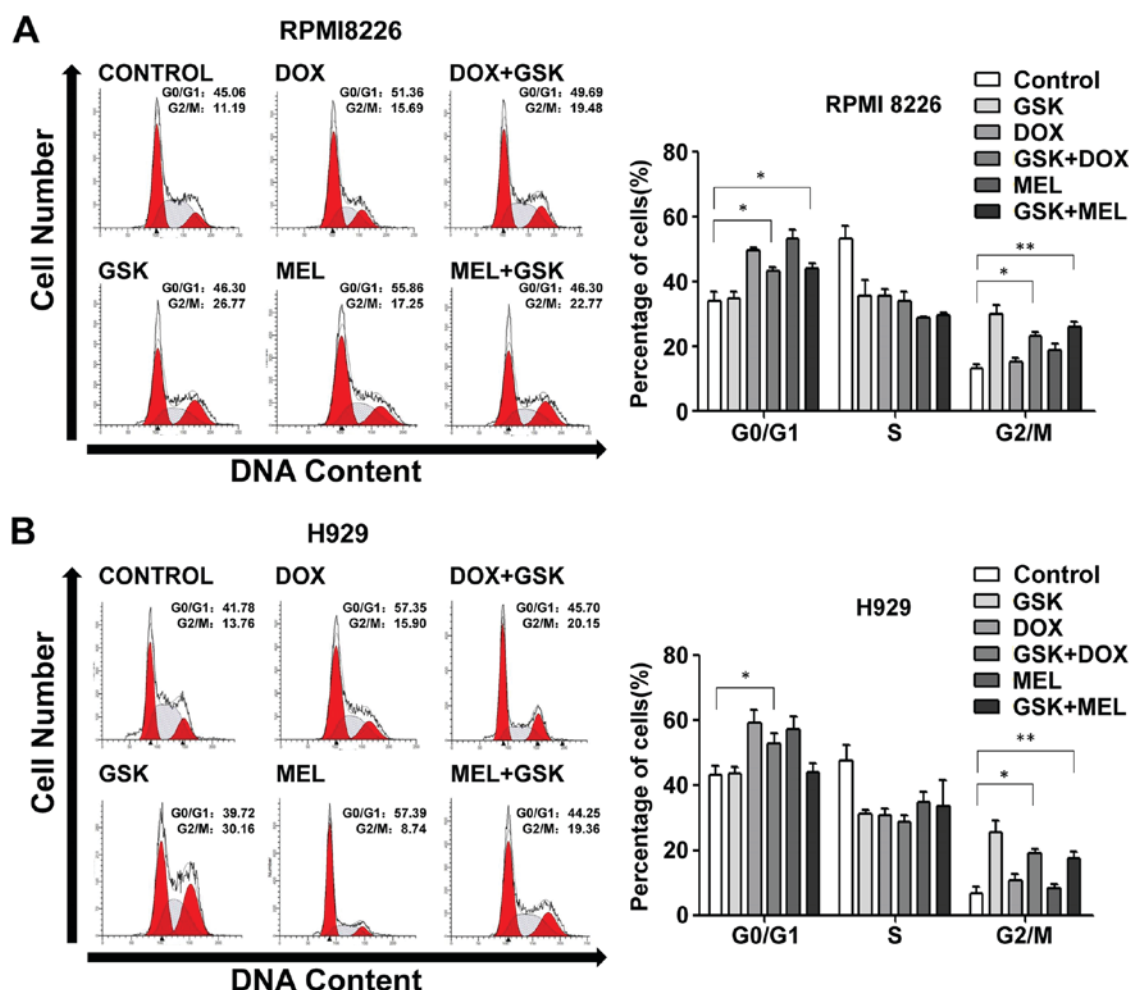 A
RPMI8226
CONTROL
G0/G1: 45.06
G2/M: 11.19
DOX
G0/G1: 51.36
G2/M: 15.69
DOX+GSK
G0/G1: 49.69
G2/M: 19.48
GSK
G0/G1: 46.30
G2/M: 26.77
MEL
G0/G1: 55.86
G2/M: 17.25
MEL+GSK
G0/G1: 46.30
G2/M: 22.77
Cell Number
DNA Content
Control
GSK
DOX
GSK+DOX
MEL
GSK+MEL
RPMI 8226
Percentage of cells(%)
80
60
40
20
0
*
*
*
**
G0/G1 S G2/M
B
H929
CONTROL
G0/G1: 41.78
G2/M: 13.76
DOX
G0/G1: 57.35
G2/M: 15.90
DOX+GSK
G0/G1: 45.70
G2/M: 20.15
GSK
G0/G1: 39.72
G2/M: 30.16
MEL
G0/G1: 57.39
G2/M: 8.74
MEL+GSK
G0/G1: 44.25
G2/M: 19.36
Cell Number
DNA Content
Control
GSK
DOX
GSK+DOX
MEL
GSK+MEL
H929
Percentage of cells(%)
80
60
40
20
0
*
*
**
G0/G1 S G2/M